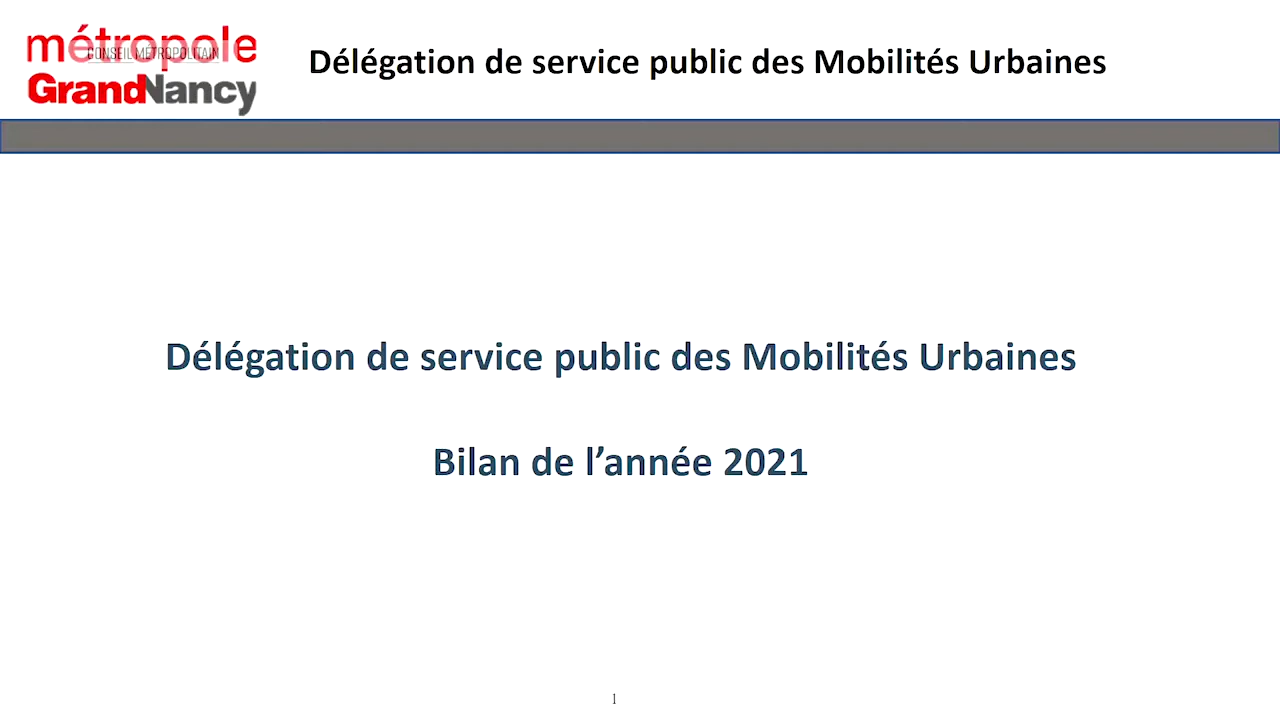 métropole
CONSEIL MÉTROPOLITAIN
GrandNancy
Délégation de service public des Mobilités Urbaines
Délégation de service public des Mobilités Urbaines
Bilan de l’année 2021
1